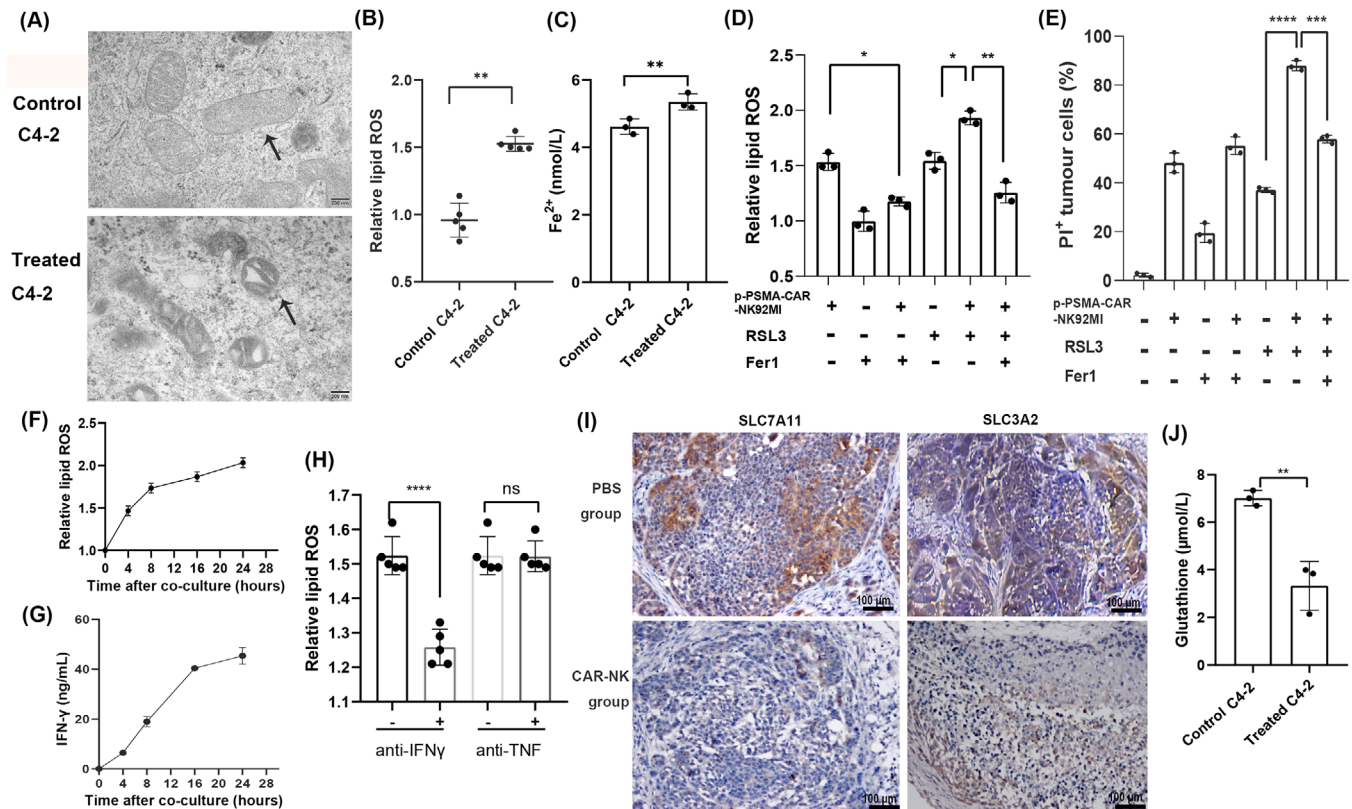 (A)
Control
C4-2
200 nm
Treated
C4-2
200 nm
(B)
Relative lipid ROS
2.0
1.5
1.0
0.5
**
Control C4-2
Treated C4-2
(C)
Fe2+ (nmol/L)
6
4
2
0
**
Control C4-2
Treated C4-2
(D)
Relative lipid ROS
2.5
2.0
1.5
1.0
0.5
*
*
**
p-PSMA-CAR
-NK92MI
+ - + - + +
RSL3
- - - + + +
Fer1
- + + - - +
(E)
PI+ tumour cells (%)
100
80
60
40
20
0
**** ***
p-PSMA-CAR
-NK92MI
- + - + - + +
RSL3
- - - - + + +
Fer1
- - + + - - +
(F)
Relative lipid ROS
2.5
2.0
1.5
1.0
0 4 8 12 16 20 24 28
Time after co-culture (hours)
(G)
IFN-γ (ng/mL)
60
40
20
0
0 4 8 12 16 20 24 28
Time after co-culture (hours)
(H)
Relative lipid ROS
1.7
1.6
1.5
1.4
1.3
1.2
1.1
**** ns
- + - +
anti-IFNγ anti-TNF
(I)
SLC7A11 SLC3A2
PBS
group
100 μm
100 μm
CAR-NK
group
100 μm
100 μm
(J)
Glutathione (μmol/L)
8
6
4
2
0
**
Control C4-2
Treated C4-2